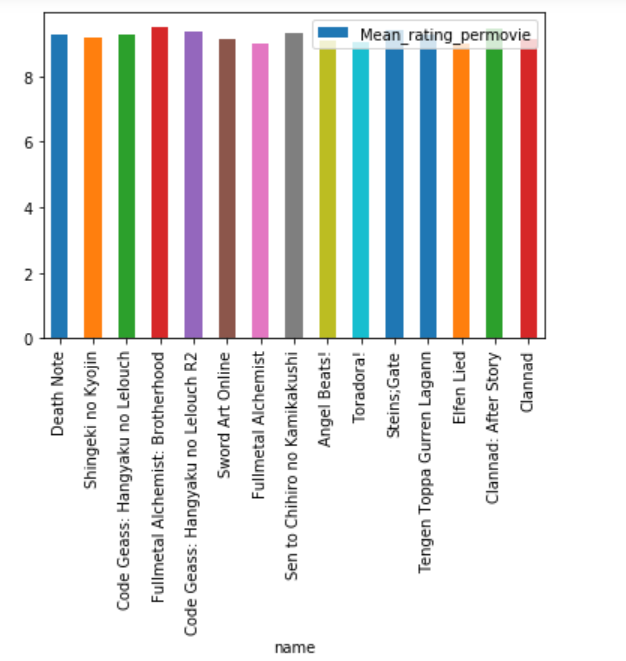 Mean_rating_permovie
8
6
4
2
0
Death Note
Shingeki no Kyojin
Code Geass: Hangyaku no Lelouch
Fullmetal Alchemist: Brotherhood
Code Geass: Hangyaku no Lelouch R2
Sword Art Online
Fullmetal Alchemist
Sen to Chihiro no Kamikakushi
Angel Beats!
Toradora!
Steins;Gate
Tengen Toppa Gurren Lagann
Elfen Lied
Clannad: After Story
Clannad
name